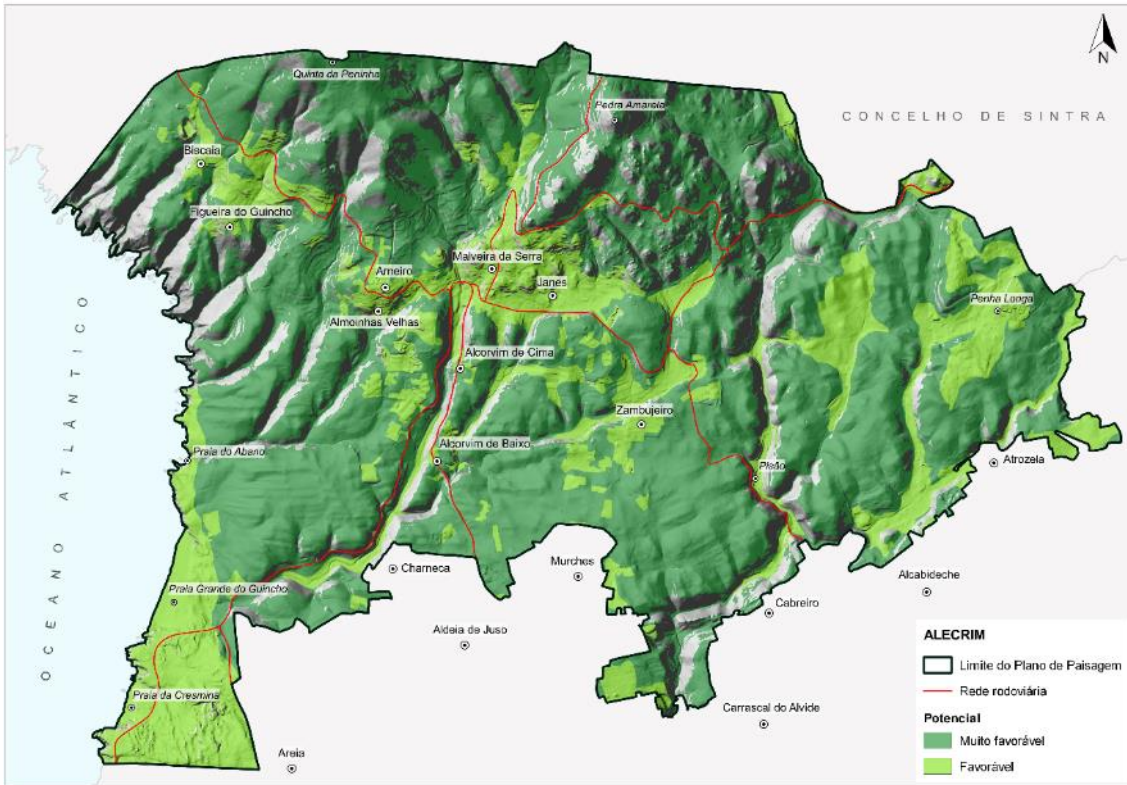 N
Quinta da Peninha
Pedra Amarela
CONCELHO DE SINTRA
Biscaia
Figueira do Guincho
Malveira da Serra
Arneiro
Janes
Penha Longa
Almoinhas Velhas
OCEANO ATLÂNTICO
Alcorvim de Cima
Zambujeiro
Alcorvim de Baixo
Praia do Abano
Atrozela
Pisão
Charneca
Murches
Alcabideche
Praia Grande do Guincho
Cabreiro
Aldeia de Juso
Praia da Cresmina
Carrascal do Alvide
Areia
ALECRIM
Limite do Plano de Paisagem
Rede rodoviária
Potencial
Muito favorável
Favorável